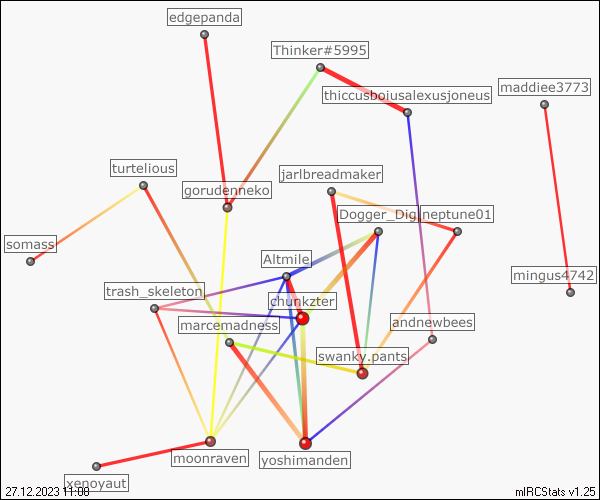 edgepanda
Thinker#5995
maddiee3773
thiccusboiusalexusjoneus
turtelious
jarlbreadmaker
gorudenneko
Dogger_Dig neptune01
somass
Altmile
mingus4742
trash_skeleton
chunkzter
marcemadness
andnewbees
swanky.pants
moonraven
yoshimanden
xenoyaut
27.12.2023 11:08
mIRCStats v1.25